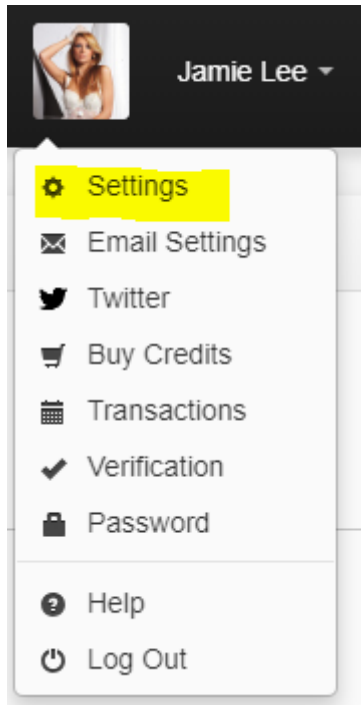 Jamie Lee
Settings
Email Settings
Twitter
Buy Credits
Transactions
Verification
Password
Help
Log Out